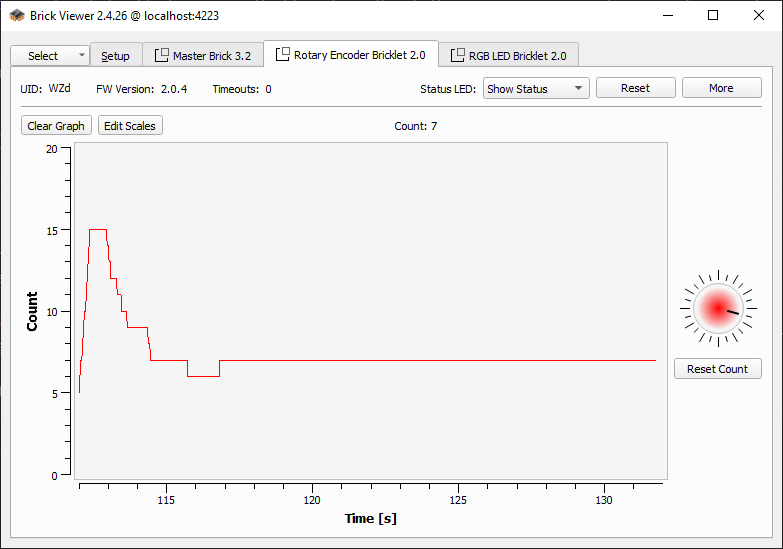 Brick Viewer 2.4.26 @ localhost:4223
Select Setup Master Brick 3.2 Rotary Encoder Bricklet 2.0 RGB LED Bricklet 2.0
UID: WZd FW Version: 2.0.4 Timeouts: 0 Status LED: Show Status Reset More
Clear Graph Edit Scales Count: 7
20
15
10
5
0
Count
Reset Count
115 120 125 130
Time [s]